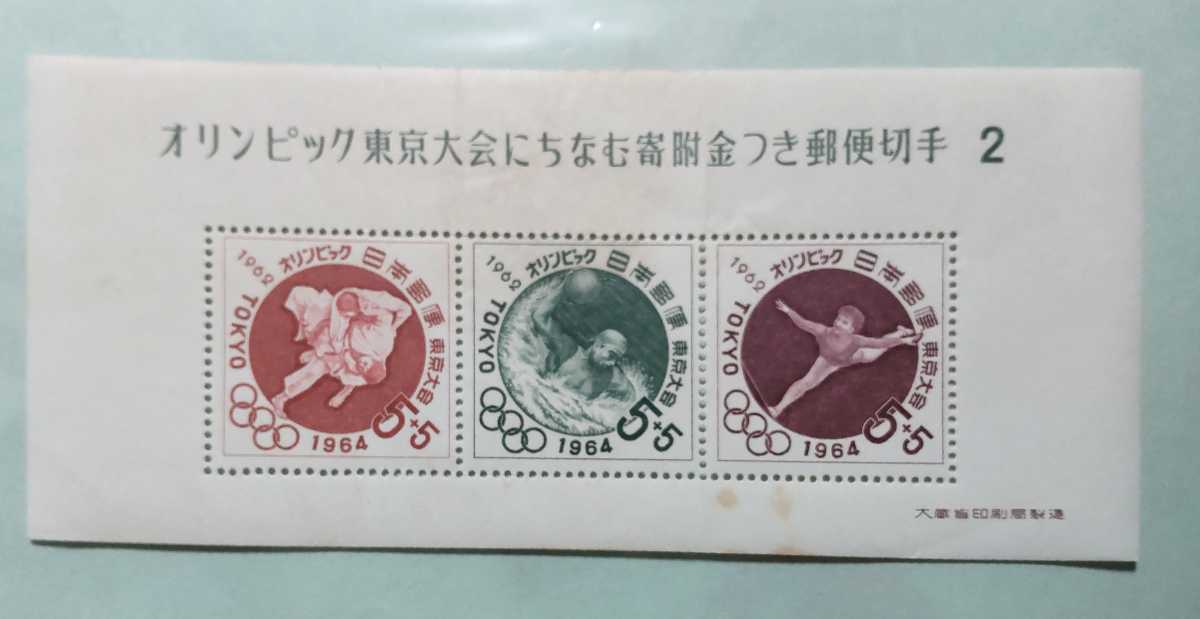 オリンピック東京大会にちなむ寄附金つき郵便切手 2
1962 オリンピック 日本郵便 東京大会
TOKYO 1964 5+5
1962 オリンピック 日本郵便 東京大会
TOKYO 1964 5+5
1962 オリンピック 日本郵便 東京大会
TOKYO 1964 5+5
大蔵省印刷局製造